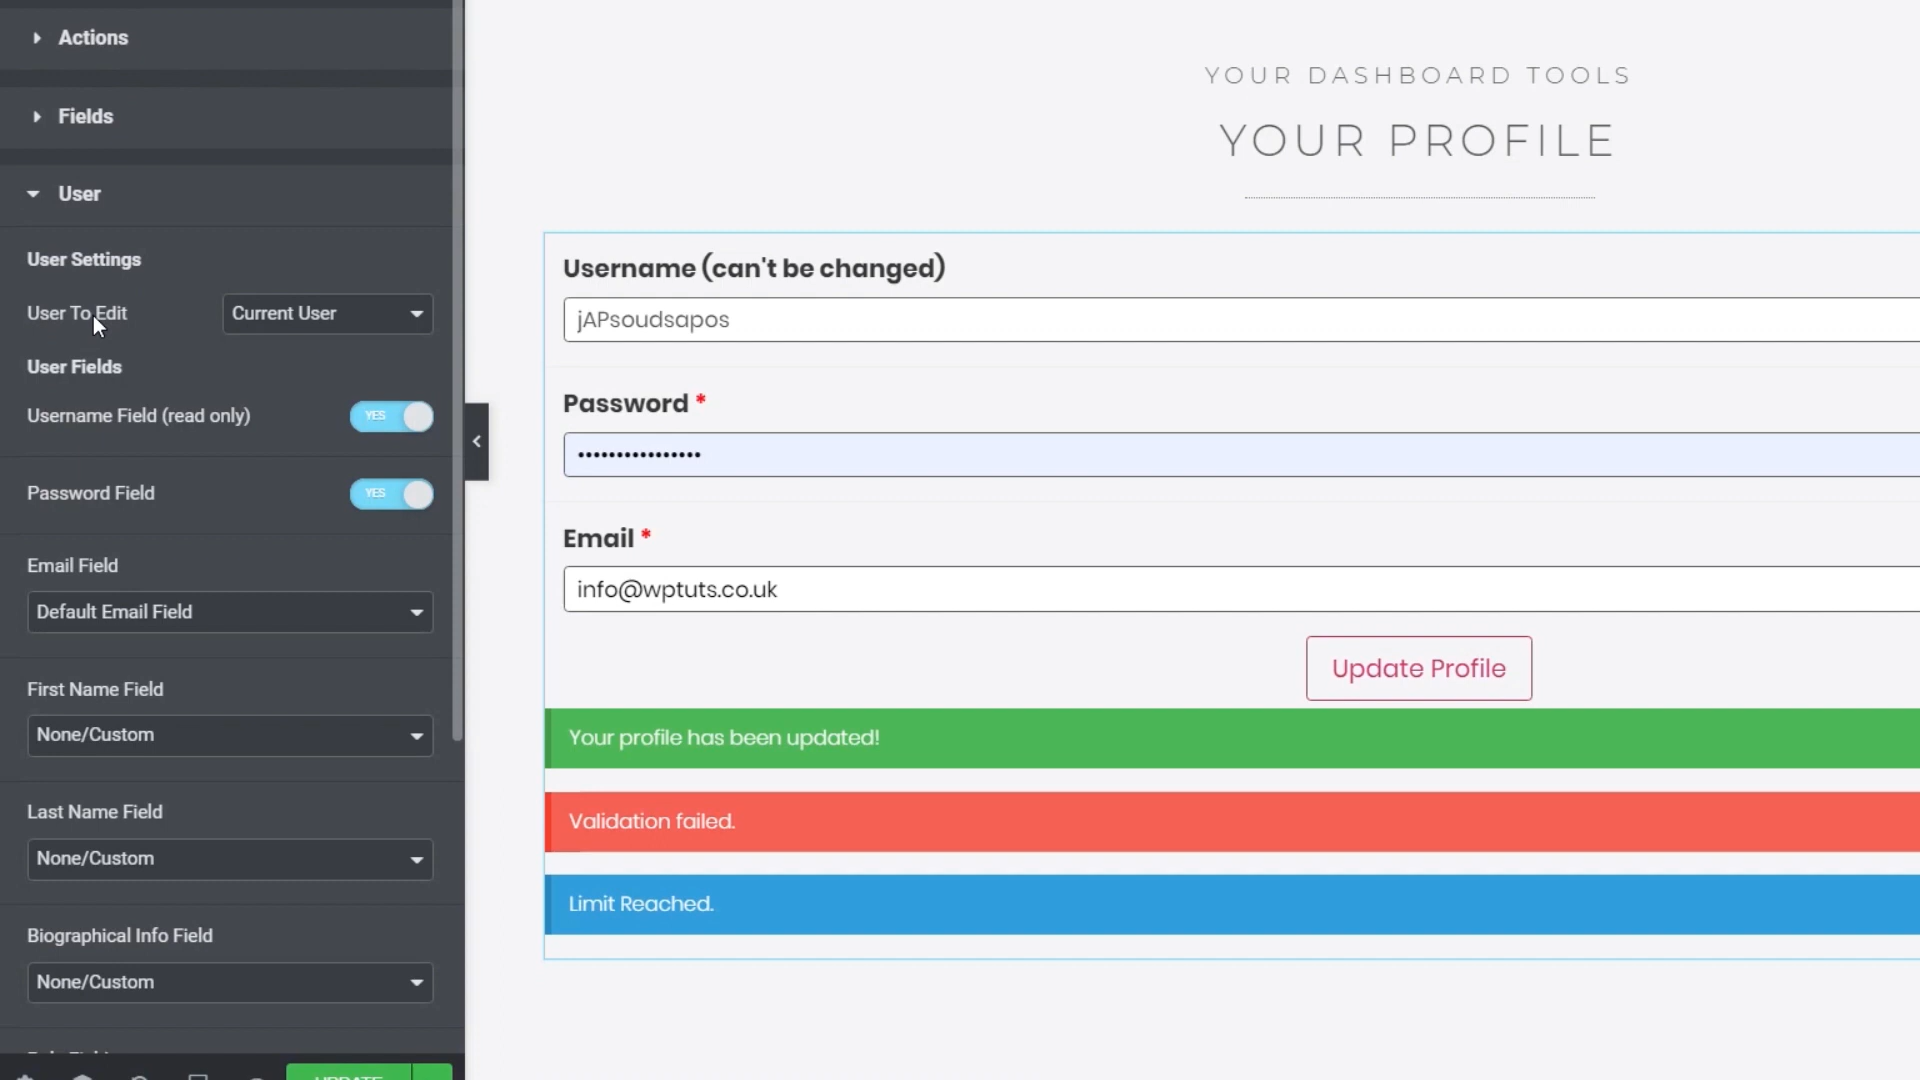 Actions
Fields
User
User Settings
User To Edit
Current User
User Fields
Username Field (read only)
YES
Password Field
YES
Email Field
Default Email Field
First Name Field
None/Custom
Last Name Field
None/Custom
Biographical Info Field
None/Custom
UPDATE
YOUR DASHBOARD TOOLS
YOUR PROFILE
Username (can't be changed)
jAPsoudsapos
Password *
••••••••••••••••
Email *
info@wptuts.co.uk
Update Profile
Your profile has been updated!
Validation failed.
Limit Reached.